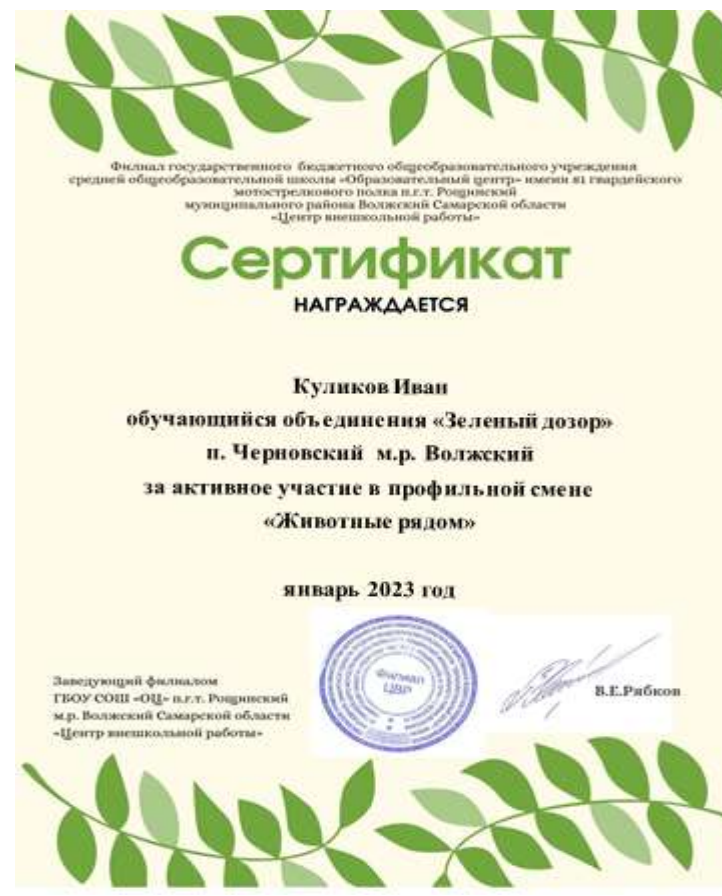 Филиал государственного бюджетного общеобразовательного учреждения
средней общеобразовательной школы «Образовательный центр» имени 81 гвардейского
мотострелкового полка п.г.т. Рощинский
муниципального района Волжский Самарской области
«Центр внешкольной работы»
Сертификат
НАГРАЖДАЕТСЯ
Куликов Иван
обучающийся объединения «Зеленый дозор»
п. Черновский м.р. Волжский
за активное участие в профильной смене
«Животные рядом»
январь 2023 год
Заведующий филиалом
ГБОУ СОШ «ОЦ» п.г.т. Рощинский
м.р. Волжский Самарской области
«Центр внешкольной работы»
Филиал
ЦВР
В.Е.Рябков